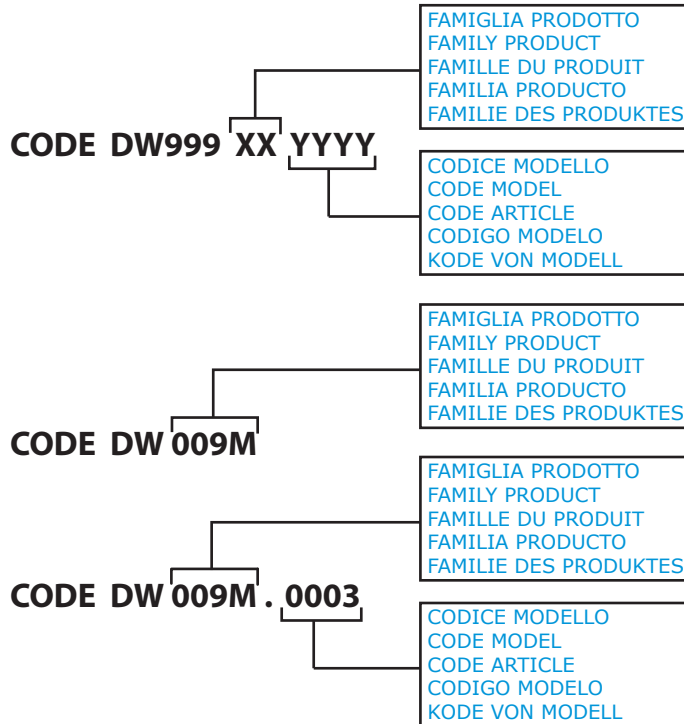 FAMIGLIA PRODOTTO
FAMILY PRODUCT
FAMILLE DU PRODUIT
FAMILIA PRODUCTO
FAMILIE DES PRODUKTES
CODE DW999 XX YYYY
CODICE MODELLO
CODE MODEL
CODE ARTICLE
CODIGO MODELO
KODE VON MODELL
FAMIGLIA PRODOTTO
FAMILY PRODUCT
FAMILLE DU PRODUIT
FAMILIA PRODUCTO
FAMILIE DES PRODUKTES
CODE DW 009M
FAMIGLIA PRODOTTO
FAMILY PRODUCT
FAMILLE DU PRODUIT
FAMILIA PRODUCTO
FAMILIE DES PRODUKTES
CODE DW 009M . 0003
CODICE MODELLO
CODE MODEL
CODE ARTICLE
CODIGO MODELO
KODE VON MODELL